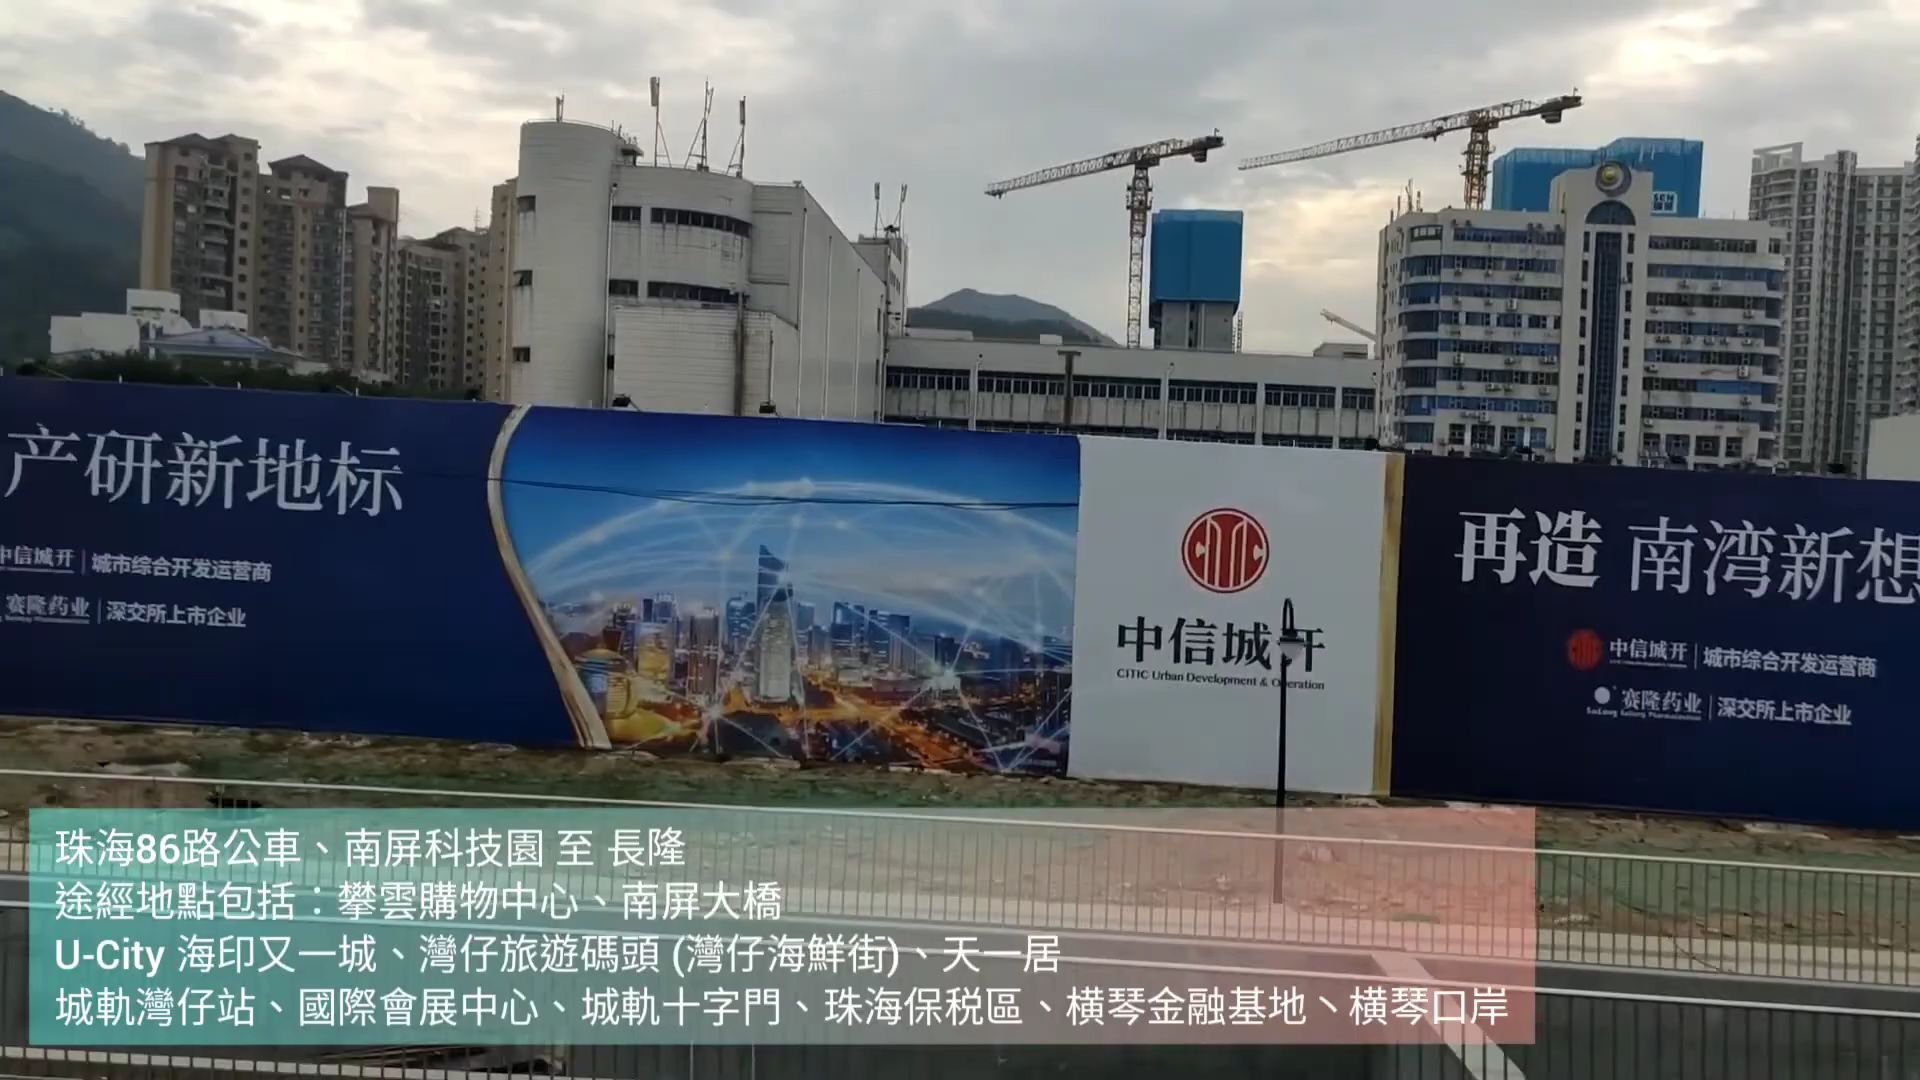 产研新地标
中信城开 城市综合开发运营商
赛隆药业 深交所上市企业
中信城开
CITIC Urban Development & Operation
再造 南湾新想
中信城开 城市综合开发运营商
赛隆药业 深交所上市企业
珠海86路公車、南屏科技園 至 長隆
途經地點包括：攀雲購物中心、南屏大橋
U-City 海印又一城、灣仔旅遊碼頭 (灣仔海鮮街)、天一居
城軌灣仔站、國際會展中心、城軌十字門、珠海保税區、橫琴金融基地丶橫琴口岸